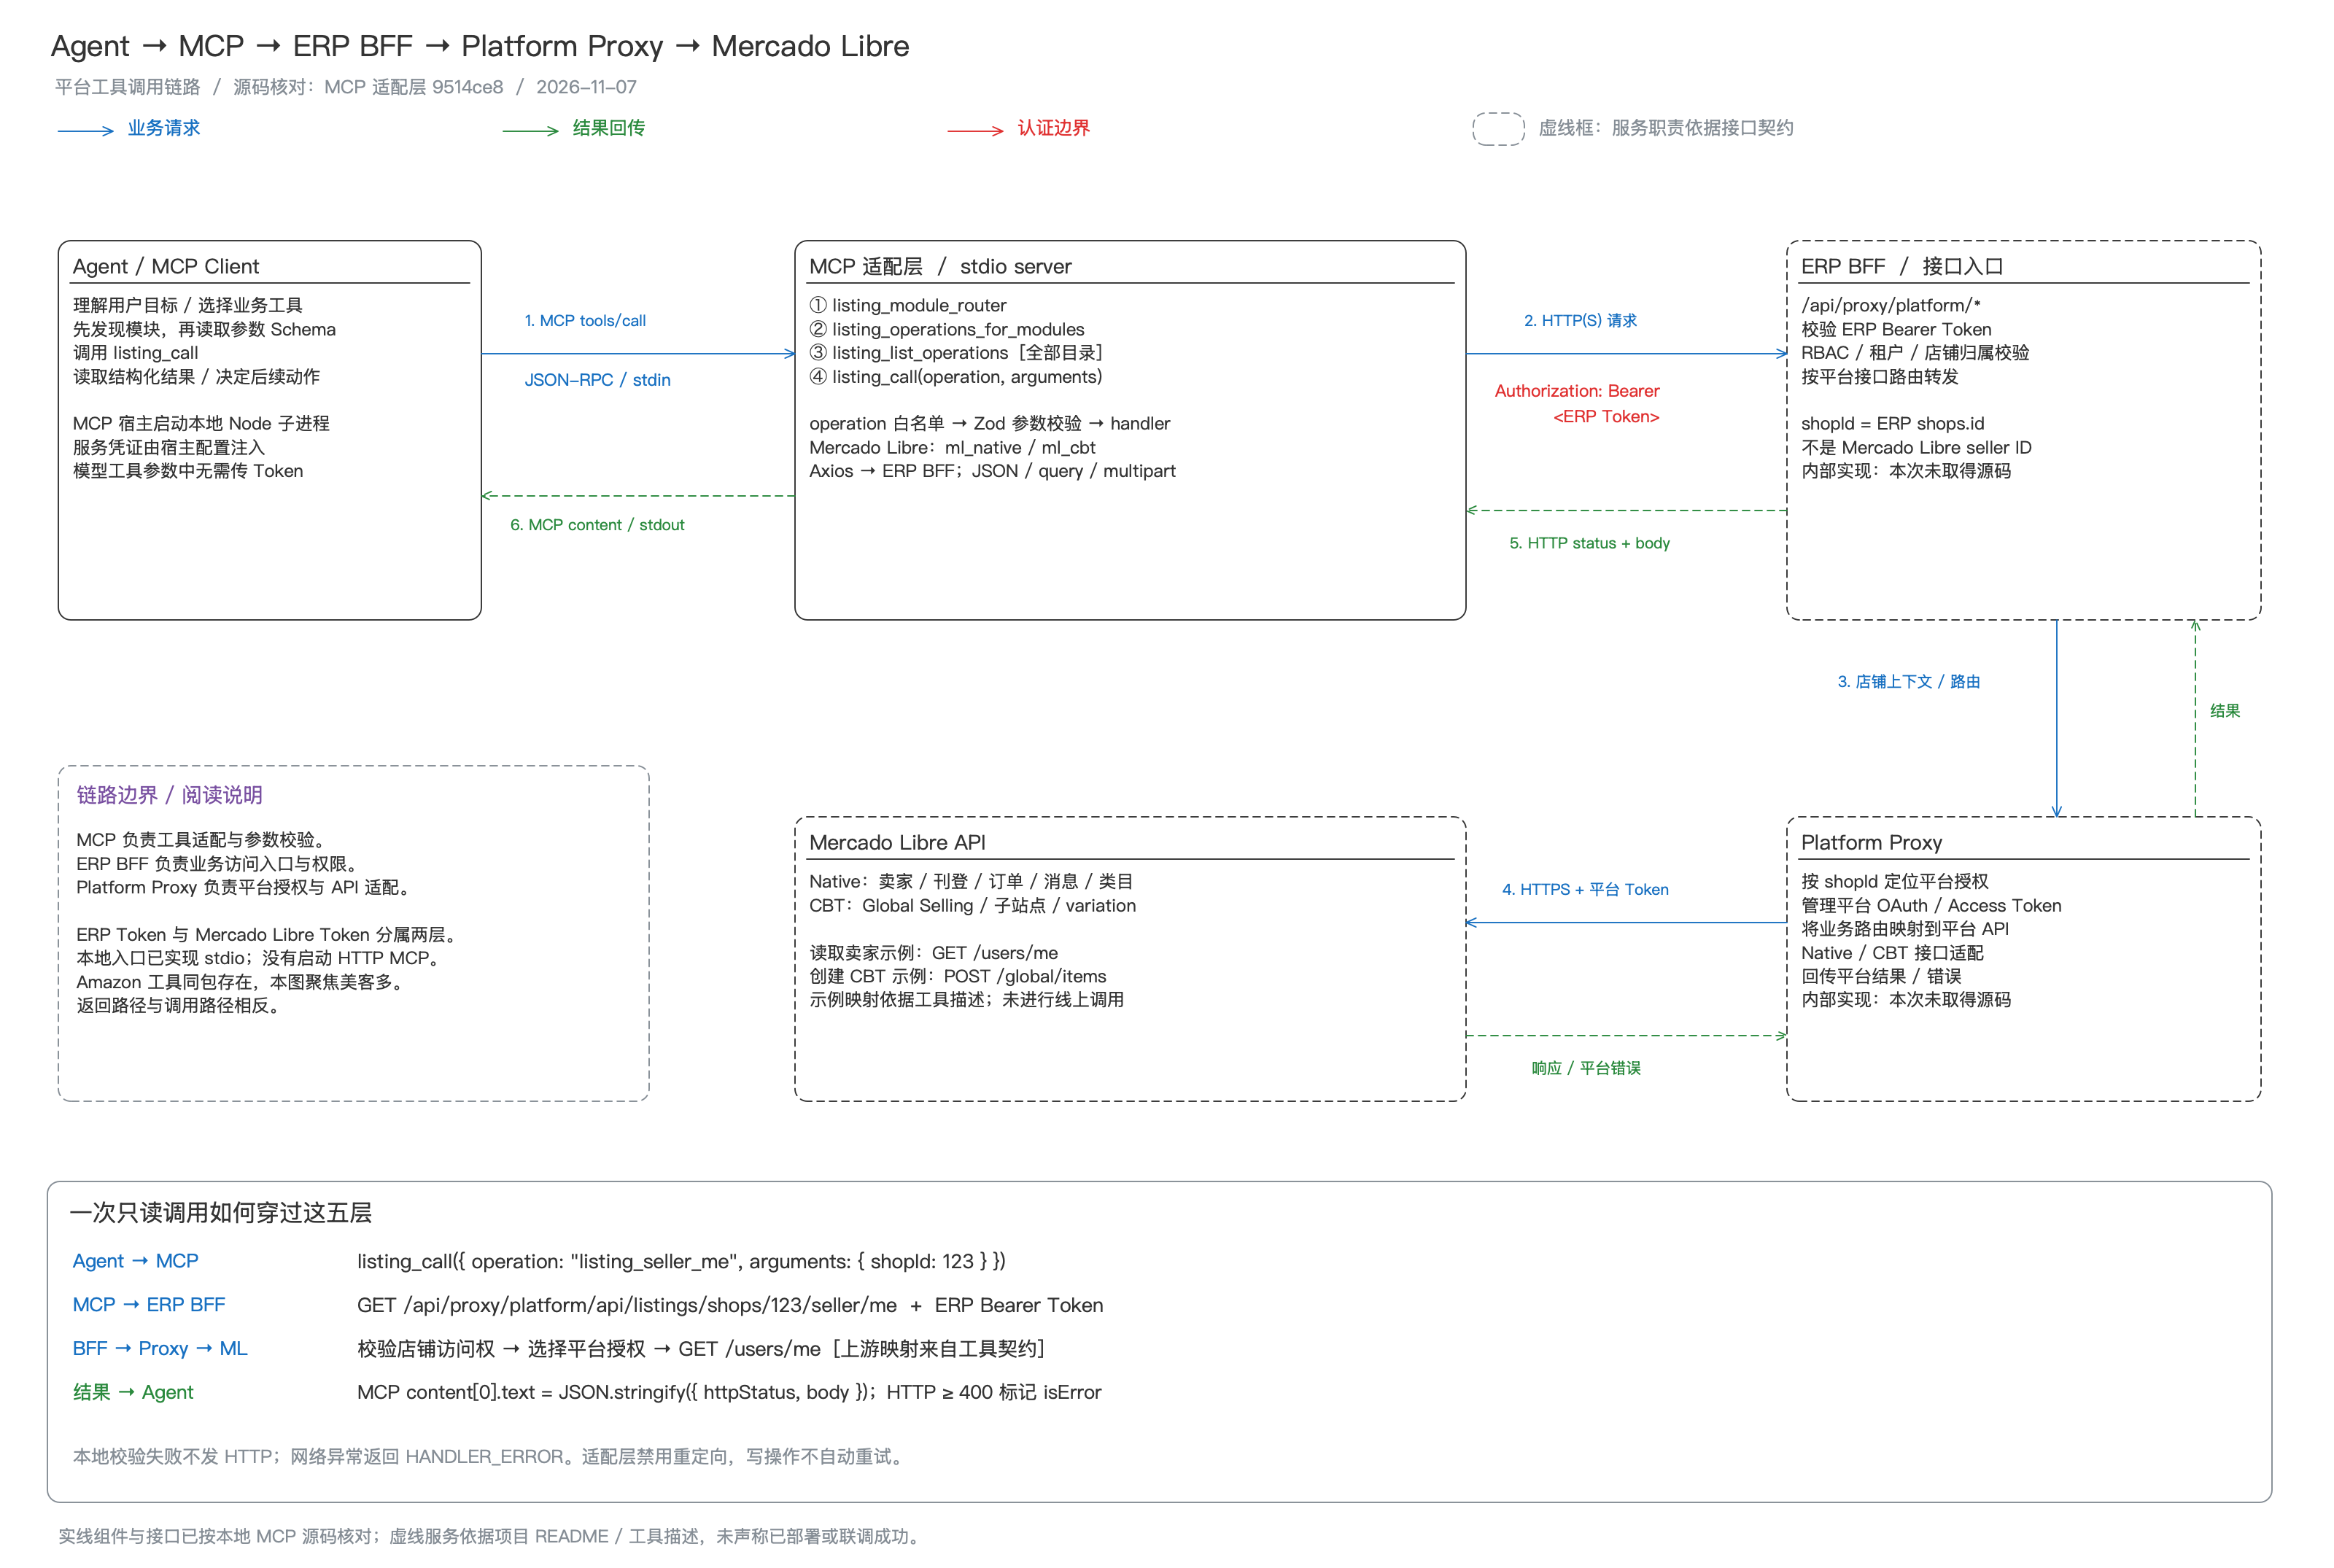 Agent → MCP → ERP BFF → Platform Proxy → Mercado Libre
平台工具调用链路 / 源码核对：MCP 适配层 9514ce8 / 2026-11-07
业务请求
结果回传
认证边界
虚线框：服务职责依据接口契约
Agent / MCP Client
理解用户目标 / 选择业务工具
先发现模块，再读取参数 Schema
调用 listing_call
读取结构化结果 / 决定后续动作
MCP 宿主启动本地 Node 子进程
服务凭证由宿主配置注入
模型工具参数中无需传 Token
1. MCP tools/call
JSON-RPC / stdin
6. MCP content / stdout
MCP 适配层 / stdio server
① listing_module_router
② listing_operations_for_modules
③ listing_list_operations［全部目录］
④ listing_call(operation, arguments)
operation 白名单 → Zod 参数校验 → handler
Mercado Libre：ml_native / ml_cbt
Axios → ERP BFF；JSON / query / multipart
2. HTTP(S) 请求
Authorization: Bearer
<ERP Token>
5. HTTP status + body
ERP BFF / 接口入口
/api/proxy/platform/*
校验 ERP Bearer Token
RBAC / 租户 / 店铺归属校验
按平台接口路由转发
shopId = ERP shops.id
不是 Mercado Libre seller ID
内部实现：本次未取得源码
3. 店铺上下文 / 路由
结果
链路边界 / 阅读说明
MCP 负责工具适配与参数校验。
ERP BFF 负责业务访问入口与权限。
Platform Proxy 负责平台授权与 API 适配。
ERP Token 与 Mercado Libre Token 分属两层。
本地入口已实现 stdio；没有启动 HTTP MCP。
Amazon 工具同包存在，本图聚焦美客多。
返回路径与调用路径相反。
Mercado Libre API
Native：卖家 / 刊登 / 订单 / 消息 / 类目
CBT：Global Selling / 子站点 / variation
读取卖家示例：GET /users/me
创建 CBT 示例：POST /global/items
示例映射依据工具描述；未进行线上调用
4. HTTPS + 平台 Token
响应 / 平台错误
Platform Proxy
按 shopId 定位平台授权
管理平台 OAuth / Access Token
将业务路由映射到平台 API
Native / CBT 接口适配
回传平台结果 / 错误
内部实现：本次未取得源码
一次只读调用如何穿过这五层
Agent → MCP listing_call({ operation: "listing_seller_me", arguments: { shopId: 123 } })
MCP → ERP BFF GET /api/proxy/platform/api/listings/shops/123/seller/me + ERP Bearer Token
BFF → Proxy → ML 校验店铺访问权 → 选择平台授权 → GET /users/me［上游映射来自工具契约］
结果 → Agent MCP content[0].text = JSON.stringify({ httpStatus, body })；HTTP ≥ 400 标记 isError
本地校验失败不发 HTTP；网络异常返回 HANDLER_ERROR。适配层禁用重定向，写操作不自动重试。
实线组件与接口已按本地 MCP 源码核对；虚线服务依据项目 README / 工具描述，未声称已部署或联调成功。